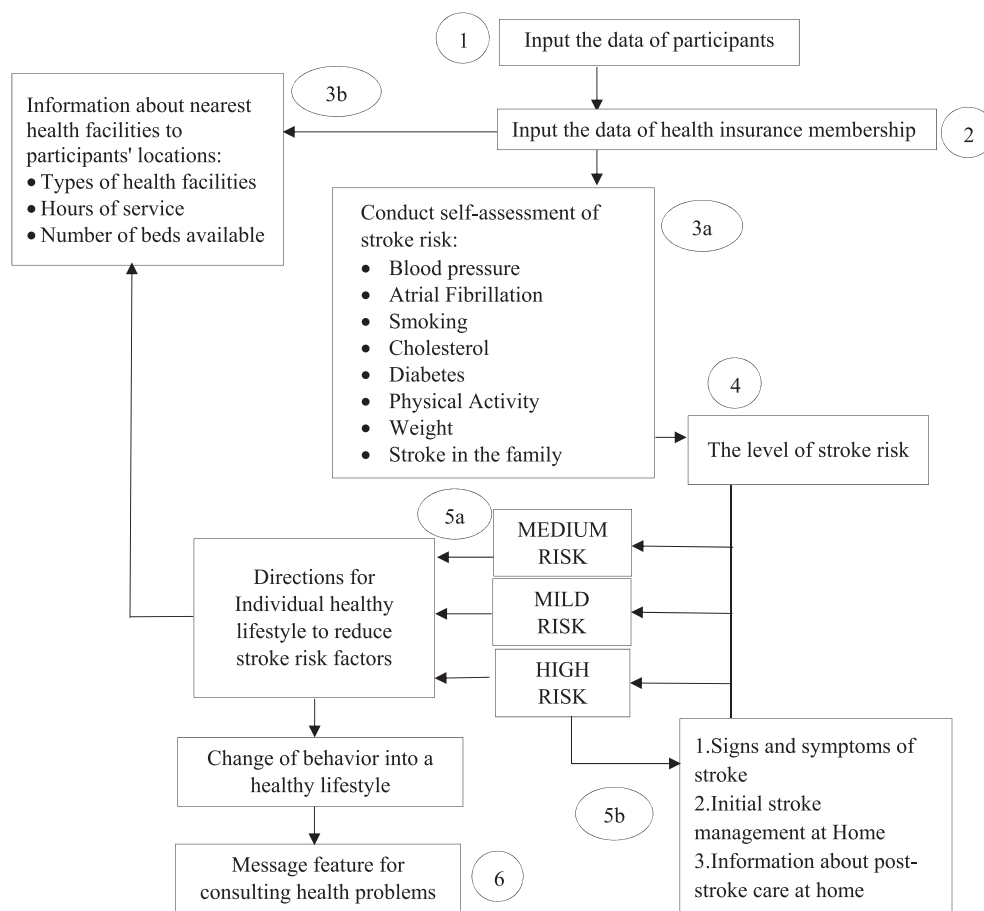 1
Input the data of participants
3b
Information about nearest
health facilities to
participants' locations:
• Types of health facilities
• Hours of service
• Number of beds available
Input the data of health insurance membership
2
Conduct self-assessment of
stroke risk:
• Blood pressure
• Atrial Fibrillation
• Smoking
• Cholesterol
• Diabetes
• Physical Activity
• Weight
• Stroke in the family
3a
4
The level of stroke risk
5a
MEDIUM
RISK
MILD
RISK
HIGH
RISK
Directions for
Individual healthy
lifestyle to reduce
stroke risk factors
Change of behavior into a
healthy lifestyle
5b
1.Signs and symptoms of
stroke
2.Initial stroke
management at Home
3.Information about post-
stroke care at home
Message feature for
consulting health problems
6